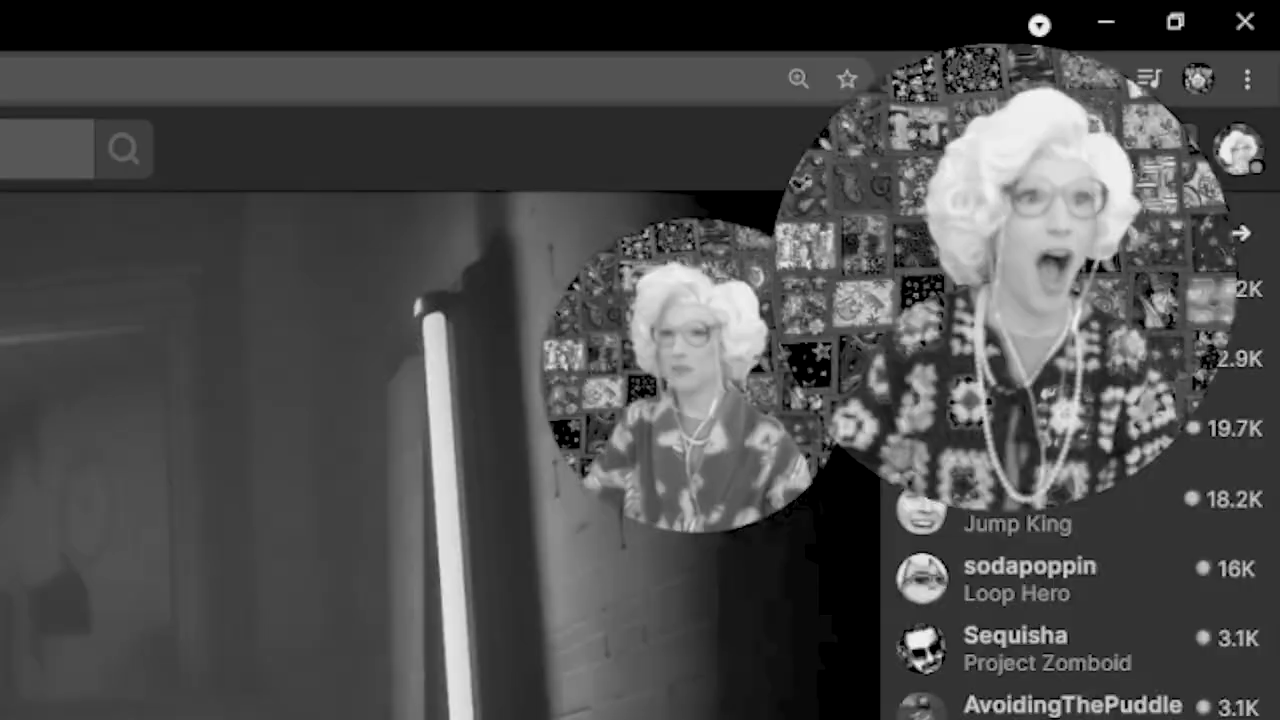 2K
2.9K
19.7K
18.2K
Jump King
sodapoppin
16K
Loop Hero
Sequisha
3.1K
Project Zomboid
AvoidingThePuddle
3.1K